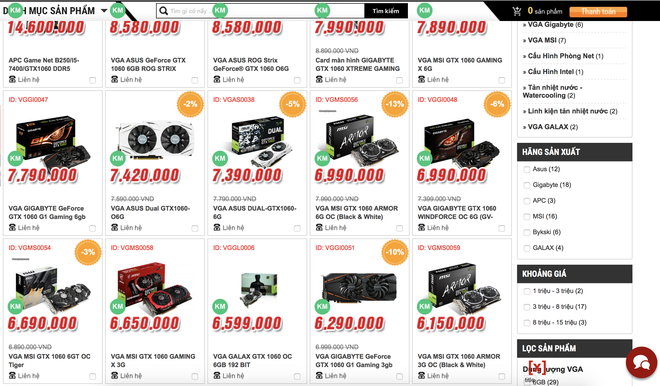 DANH MỤC SẢN PHẨM
Tìm gì cứ gõ
Tìm kiếm
0 sản phẩm
Thanh toán
KM
KM
KM
KM
KM
14.600.000
8.580.000
8.580.000
7,990,000
7,890,000
8.890.000 VND
APC Game Net B250/I5-
7400/GTX1060 DDR5
VGA ASUS GeForce GTX
1060 6GB ROG STRIX
VGA ASUS ROG Strix
GeForce® GTX 1060 O6G
Card màn hình GIGABYTE
GTX 1060 XTREME GAMING
VGA MSI GTX 1060 GAMING
X 6G
Liên hệ
Liên hệ
Liên hệ
Liên hệ
Liên hệ
ID: VGGI0047
-2%
ID: VGAS0038
-5%
ID: VGMS0056
-13%
ID: VGGI0048
-6%
KM
KM
KM
KM
KM
DUAL
ARMOR
7.790.000
7,420.000
7,390.000
6,990.000
6,990.000
7.590.000 VND
7.790.000 VND
7.990.000 VND
7.399.000 VND
VGA GIGABYTE GeForce
GTX 1060 G1 Gaming 6gb
VGA ASUS Dual GTX1060-
O6G
VGA ASUS DUAL-GTX1060-
6G
VGA MSI GTX 1060 ARMOR
6G OC (Black & White)
VGA GIGABYTE GTX 1060
WINDFORCE OC 6G (GV-
Liên hệ
Liên hệ
Liên hệ
Liên hệ
Liên hệ
ID: VGMS0054
-3%
ID: VGMS0058
ID: VGGL0006
ID: VGGI0051
-10%
ID: VGMS0059
KM
KM
KM
KM
KM
ARMOR
6,690,000
6,650,000
6,599,000
6,290,000
6,150,000
6.890.000 VND
6.999.000 VND
VGA MSI GTX 1060 6GT OC
Tiger
VGA MSI GTX 1060 GAMING
X 3G
VGA GALAX GTX 1060 OC
6GB 192 BIT
VGA GIGABYTE GeForce
GTX 1060 G1 Gaming 3gb
VGA MSI GTX 1060 ARMOR
3G OC (Black & White)
Liên hệ
Liên hệ
Liên hệ
Liên hệ
Liên hệ
» VGA Gigabyte (6)
» VGA MSI (7)
» Cấu Hình Phòng Net (1)
» Cấu Hình Intel (1)
» Tản nhiệt nước -
Watercooling (2)
» Linh kiện tản nhiệt nước (2)
» VGA GALAX (2)
HÃNG SẢN XUẤT
Asus (12)
Gigabyte (18)
APC (3)
MSI (16)
Bykski (6)
GALAX (4)
KHOẢNG GIÁ
1 triệu - 3 triệu (2)
3 triệu - 8 triệu (17)
8 triệu - 15 triệu (3)
LỌC SẢN PHẨM
[x]
Dung lượng VGA
title
6GB (29)